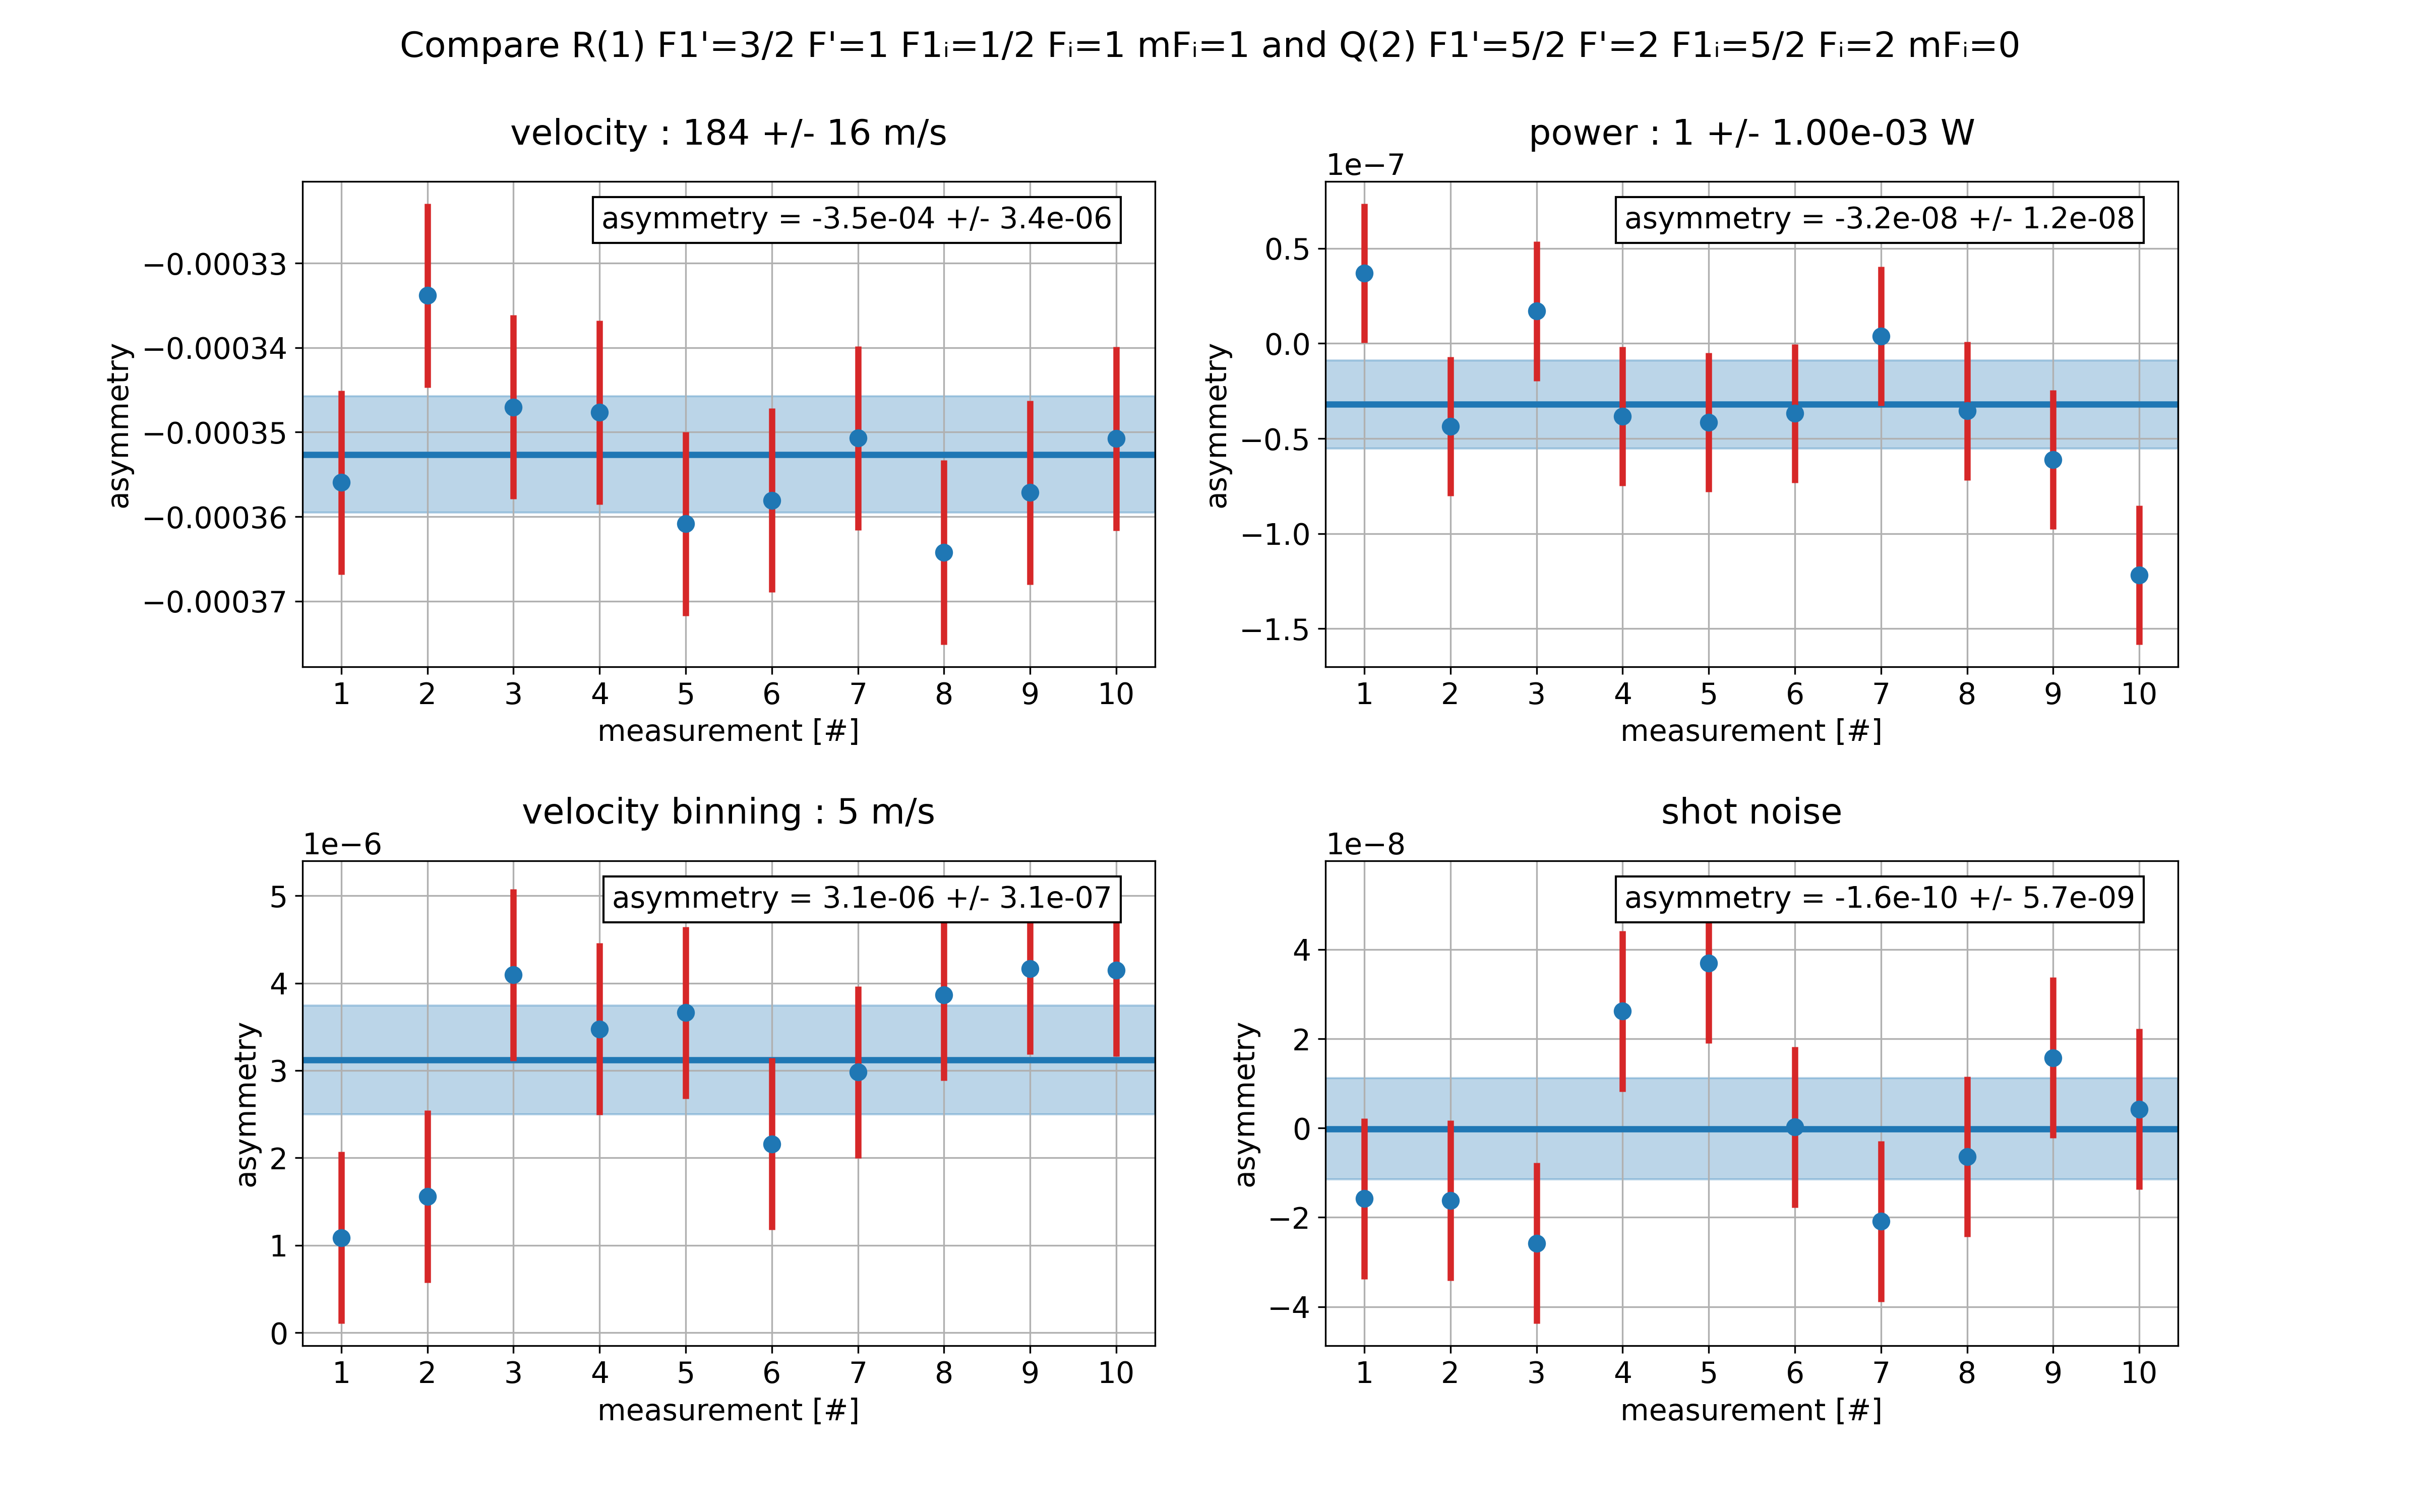 Compare R(1) F1'=3/2 F'=1 F1ᵢ=1/2 Fᵢ=1 mFᵢ=1 and Q(2) F1'=5/2 F'=2 F1ᵢ=5/2 Fᵢ=2 mFᵢ=0
velocity : 184 +/- 16 m/s
asymmetry = -3.5e-04 +/- 3.4e-06
−0.00033
−0.00034
−0.00035
−0.00036
−0.00037
asymmetry
1 2 3 4 5 6 7 8 9 10
measurement [#]
power : 1 +/- 1.00e-03 W
1e−7
asymmetry = -3.2e-08 +/- 1.2e-08
0.5
0.0
−0.5
−1.0
−1.5
asymmetry
1 2 3 4 5 6 7 8 9 10
measurement [#]
velocity binning : 5 m/s
1e−6
asymmetry = 3.1e-06 +/- 3.1e-07
5
4
3
2
1
0
asymmetry
1 2 3 4 5 6 7 8 9 10
measurement [#]
shot noise
1e−8
asymmetry = -1.6e-10 +/- 5.7e-09
4
2
0
−2
−4
asymmetry
1 2 3 4 5 6 7 8 9 10
measurement [#]